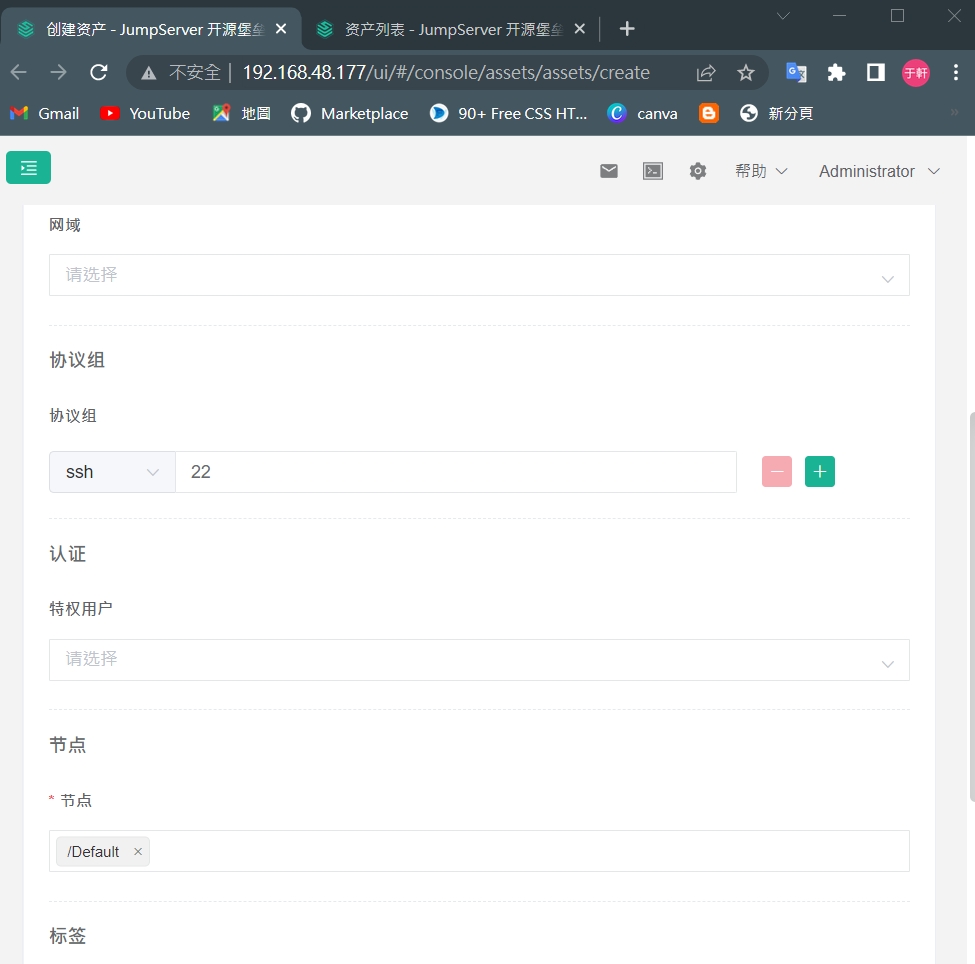 创建资产 - JumpServer 开源堡垒
资产列表 - JumpServer 开源堡垒
不安全
192.168.48.177/ui/#/console/assets/assets/create
于軒
Gmail
YouTube
地圖
Marketplace
90+ Free CSS HT...
canva
新分頁
帮助
Administrator
网域
请选择
协议组
协议组
ssh
22
认证
特权用户
请选择
节点
* 节点
/Default
标签